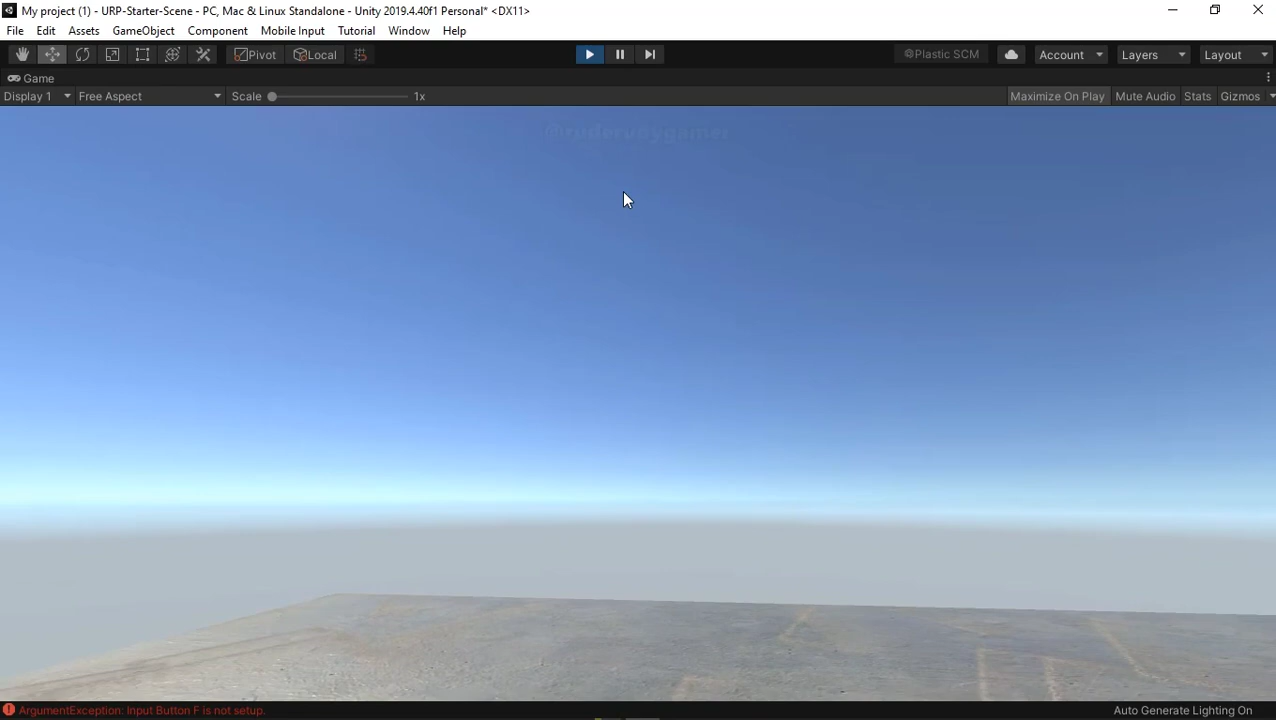 My project (1) - URP-Starter-Scene - PC, Mac & Linux Standalone - Unity 2019.4.40f1 Personal* <DX11>
File Edit Assets GameObject Component Mobile Input Tutorial Window Help
Pivot Local Plastic SCM Account Layers Layout
Game
Display 1 Free Aspect Scale 1x Maximize On Play Mute Audio Stats Gizmos
@ruderubygamer
ArgumentException: Input Button F is not setup. Auto Generate Lighting On